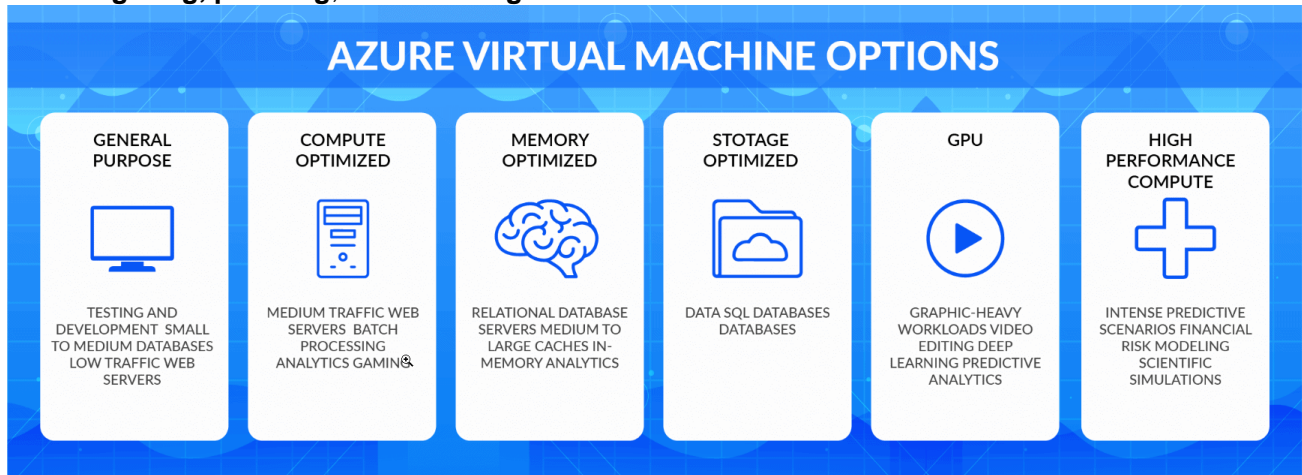 AZURE VIRTUAL MACHINE OPTIONS
GENERAL
PURPOSE
TESTING AND
DEVELOPMENT SMALL
TO MEDIUM DATABASES
LOW TRAFFIC WEB
SERVERS
COMPUTE
OPTIMIZED
MEDIUM TRAFFIC WEB
SERVERS BATCH
PROCESSING
ANALYTICS GAMING
MEMORY
OPTIMIZED
RELATIONAL DATABASE
SERVERS MEDIUM TO
LARGE CACHES IN-
MEMORY ANALYTICS
STOTAGE
OPTIMIZED
DATA SQL DATABASES
DATABASES
GPU
GRAPHIC-HEAVY
WORKLOADS VIDEO
EDITING DEEP
LEARNING PREDICTIVE
ANALYTICS
HIGH
PERFORMANCE
COMPUTE
INTENSE PREDICTIVE
SCENARIOS FINANCIAL
RISK MODELING
SCIENTIFIC
SIMULATIONS